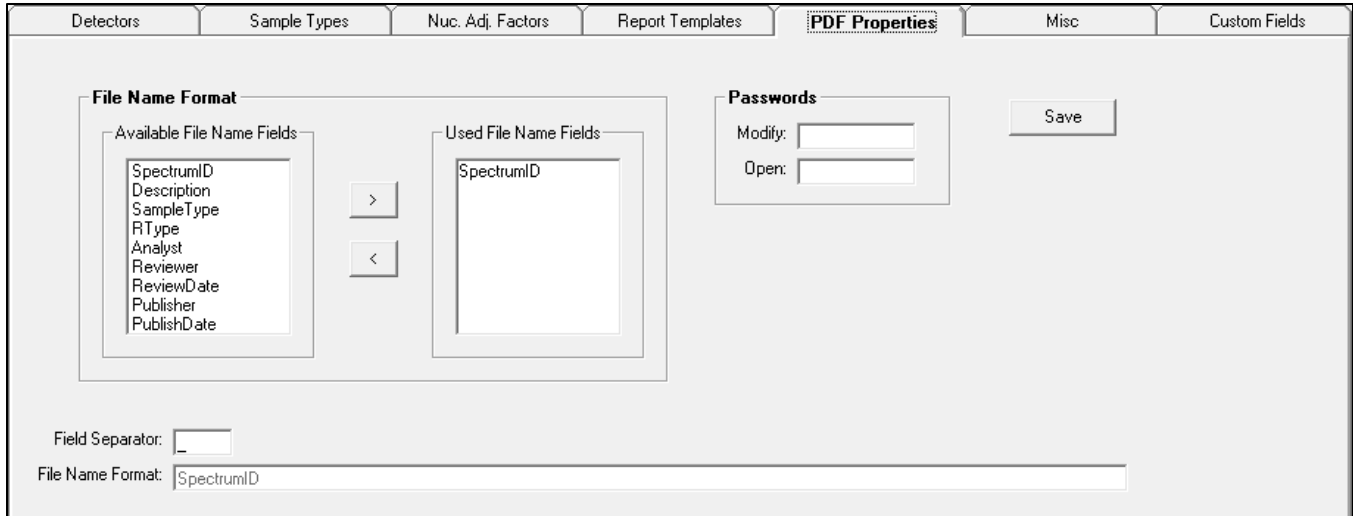 Detectors
Sample Types
Nuc. Adj. Factors
Report Templates
PDF Properties
Misc
Custom Fields
File Name Format
Available File Name Fields
SpectrumID
Description
SampleType
RType
Analyst
Reviewer
ReviewDate
Publisher
PublishDate
>
<
Used File Name Fields
SpectrumID
Passwords
Modify:
Open:
Save
Field Separator: _
File Name Format: SpectrumID